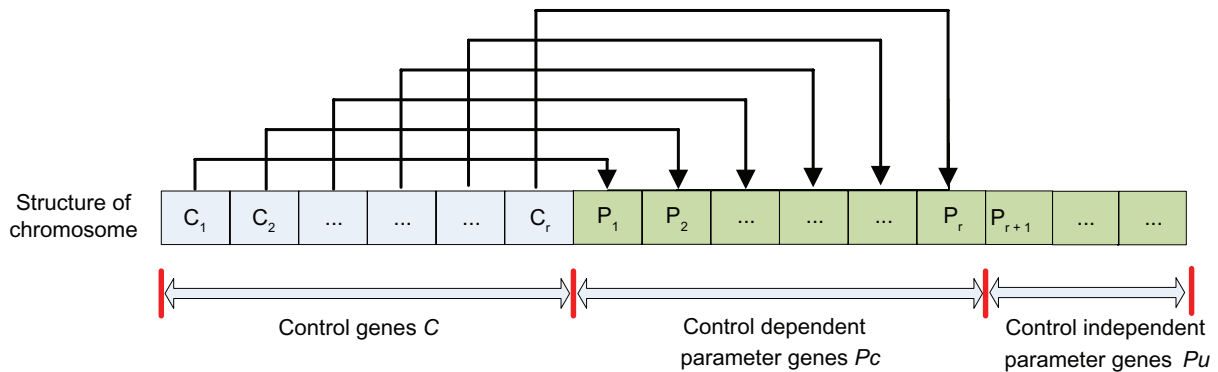 Structure of
chromosome
C1 C2 ... ... ... Cr P1 P2 ... ... ... Pr Pr + 1 ... ...
Control genes C
Control dependent
parameter genes Pc
Control independent
parameter genes Pu